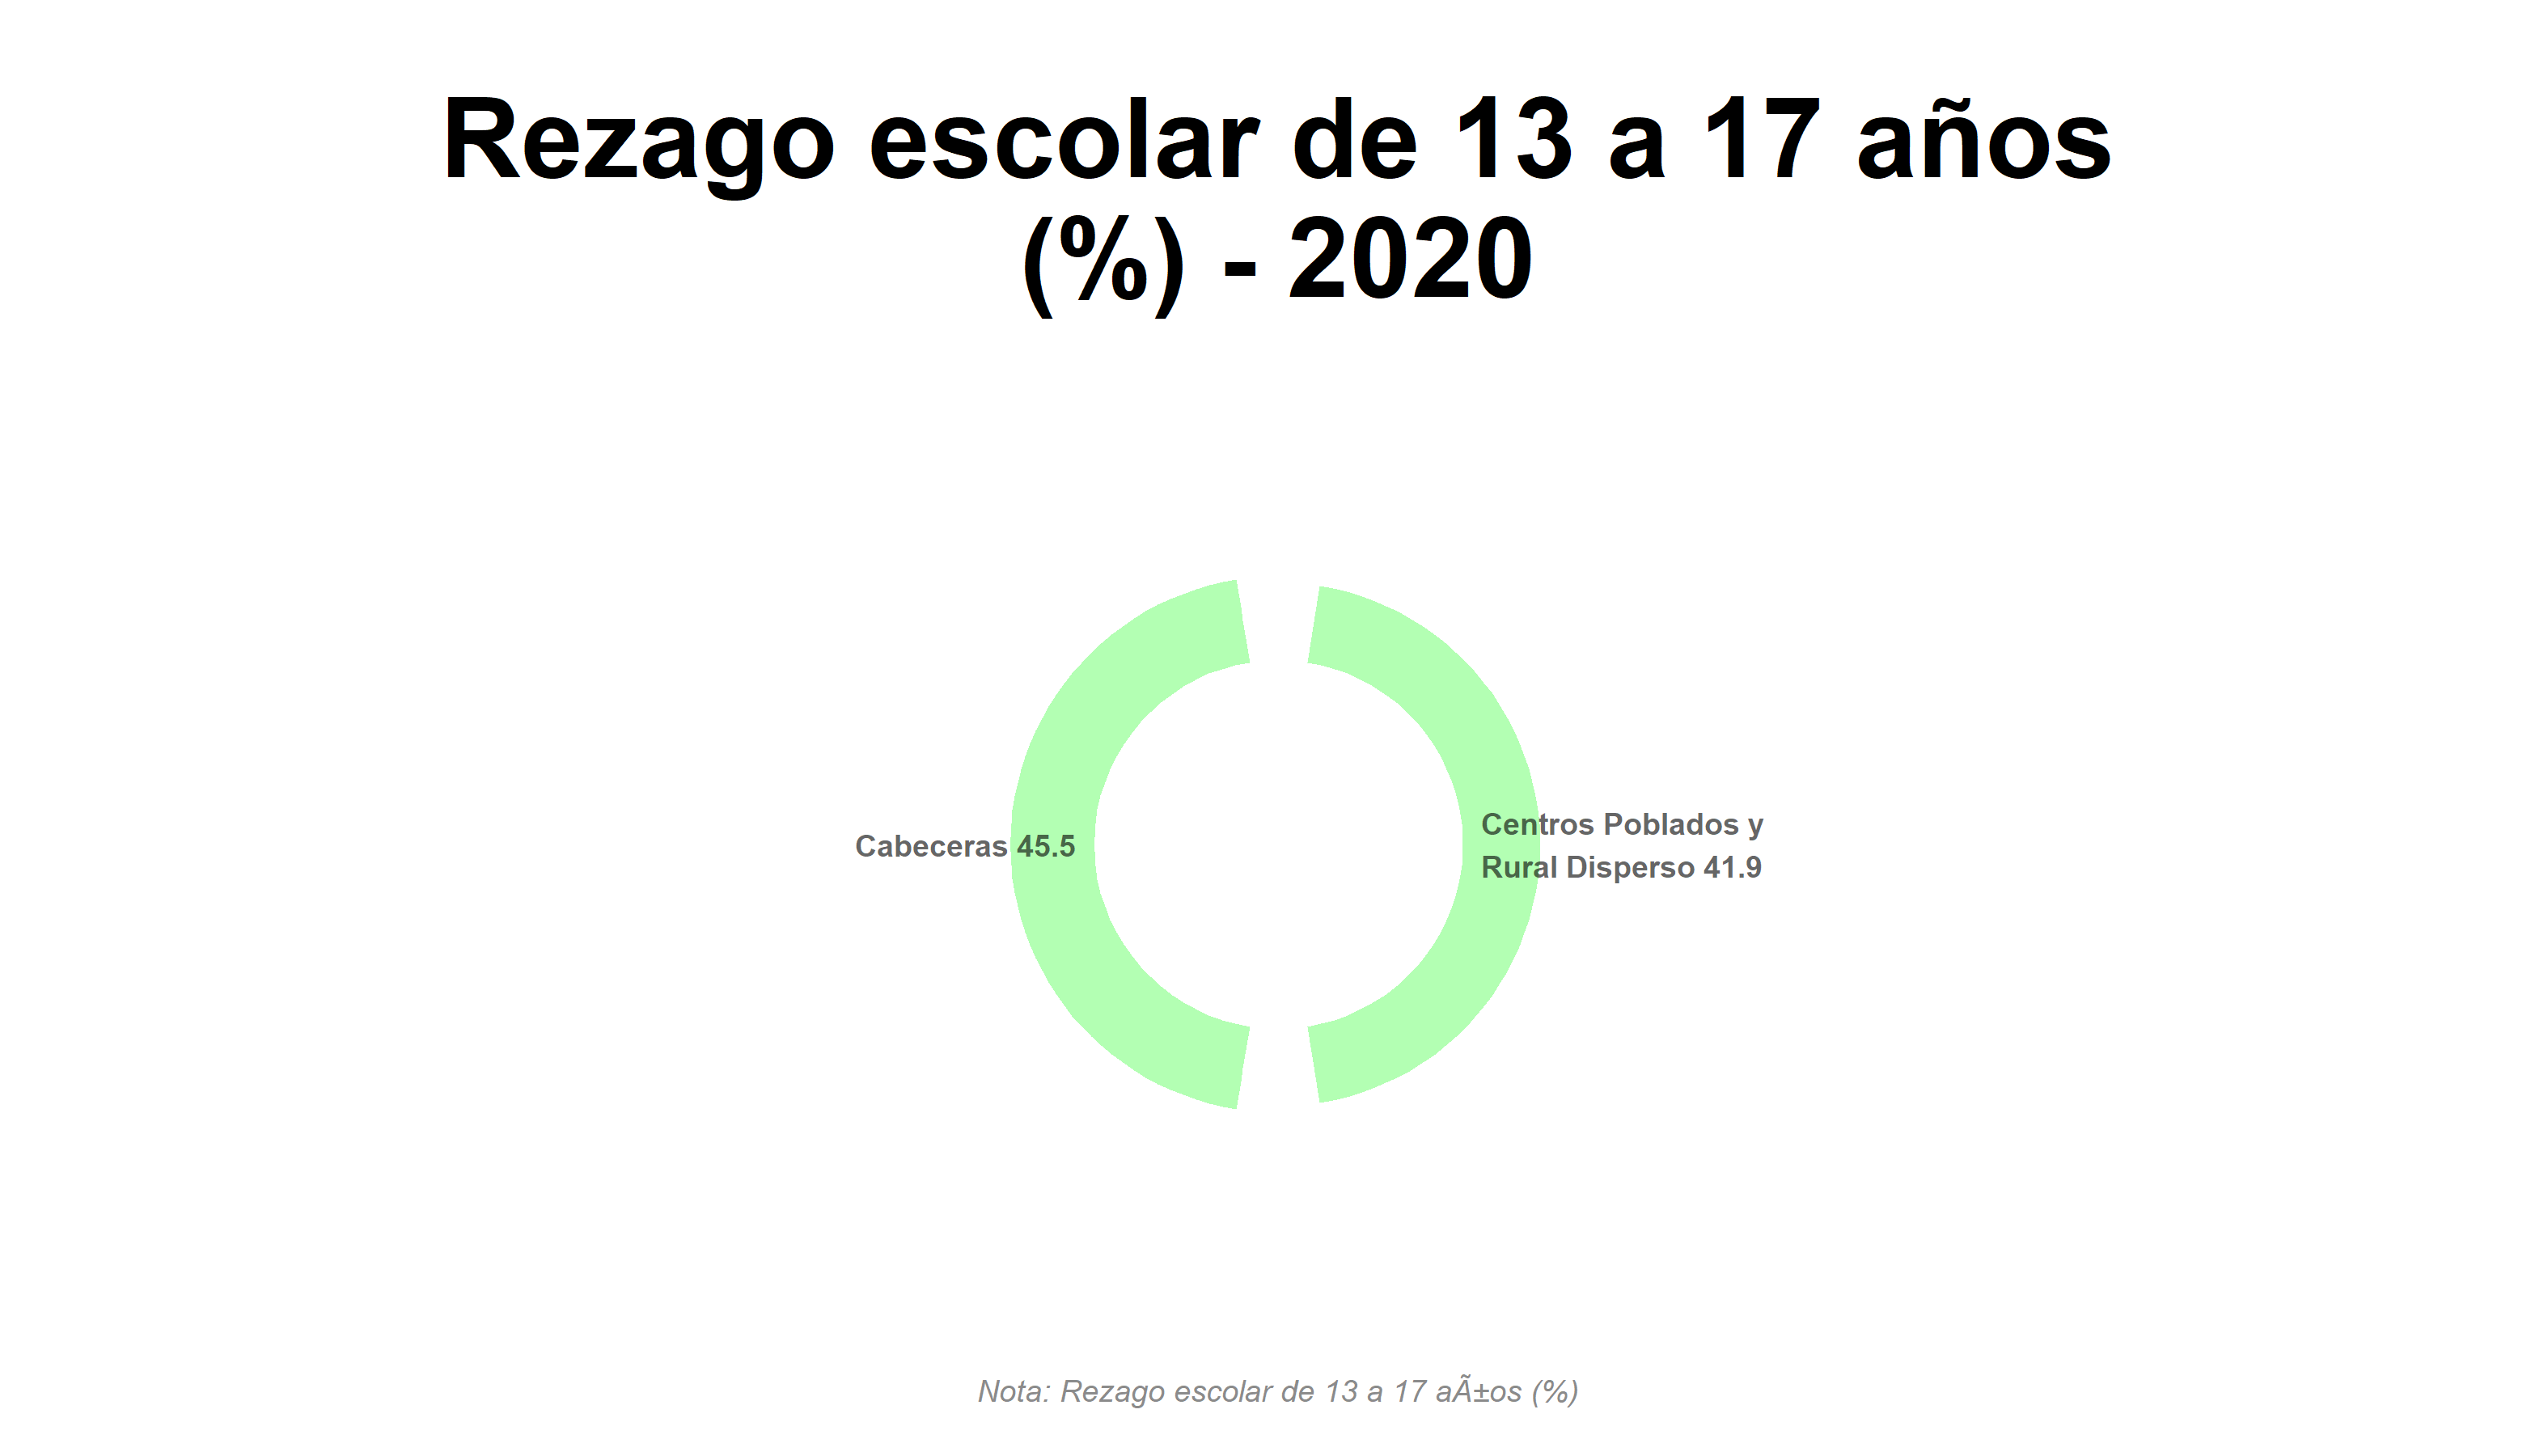 Rezago escolar de 13 a 17 años
(%) - 2020
Cabeceras 45.5
Centros Poblados y
Rural Disperso 41.9
Nota: Rezago escolar de 13 a 17 aÃ±os (%)